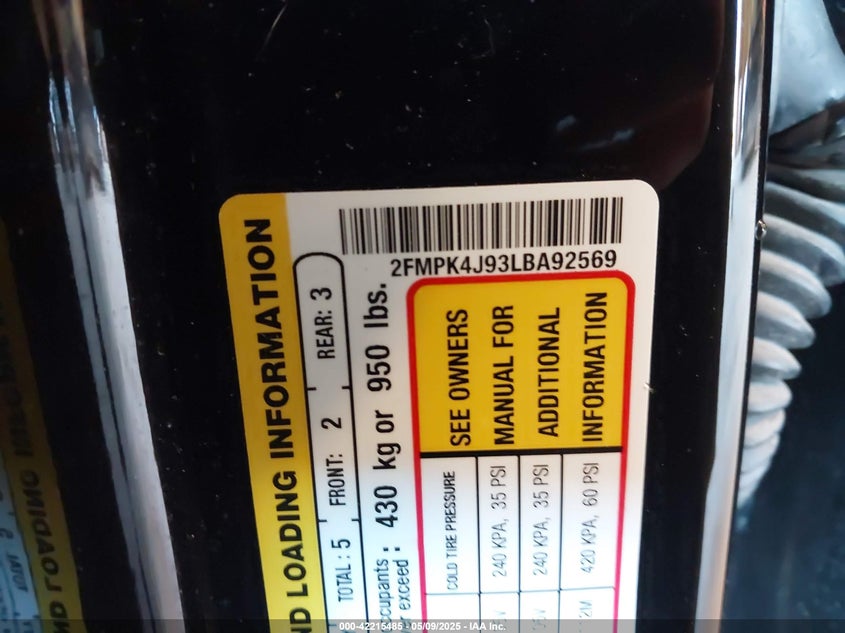 2FMPK4J93LBA92569
ND LOADING INFORMATION
TOTAL: 5 FRONT: 2 REAR: 3
cupants :
exceed : 430 kg or 950 lbs.
COLD TIRE PRESSURE
240 KPA, 35 PSI
240 KPA, 35 PSI
420 KPA, 60 PSI
SEE OWNERS
MANUAL FOR
ADDITIONAL
INFORMATION
000-42215485 - 05/09/2025 - IAA Inc.